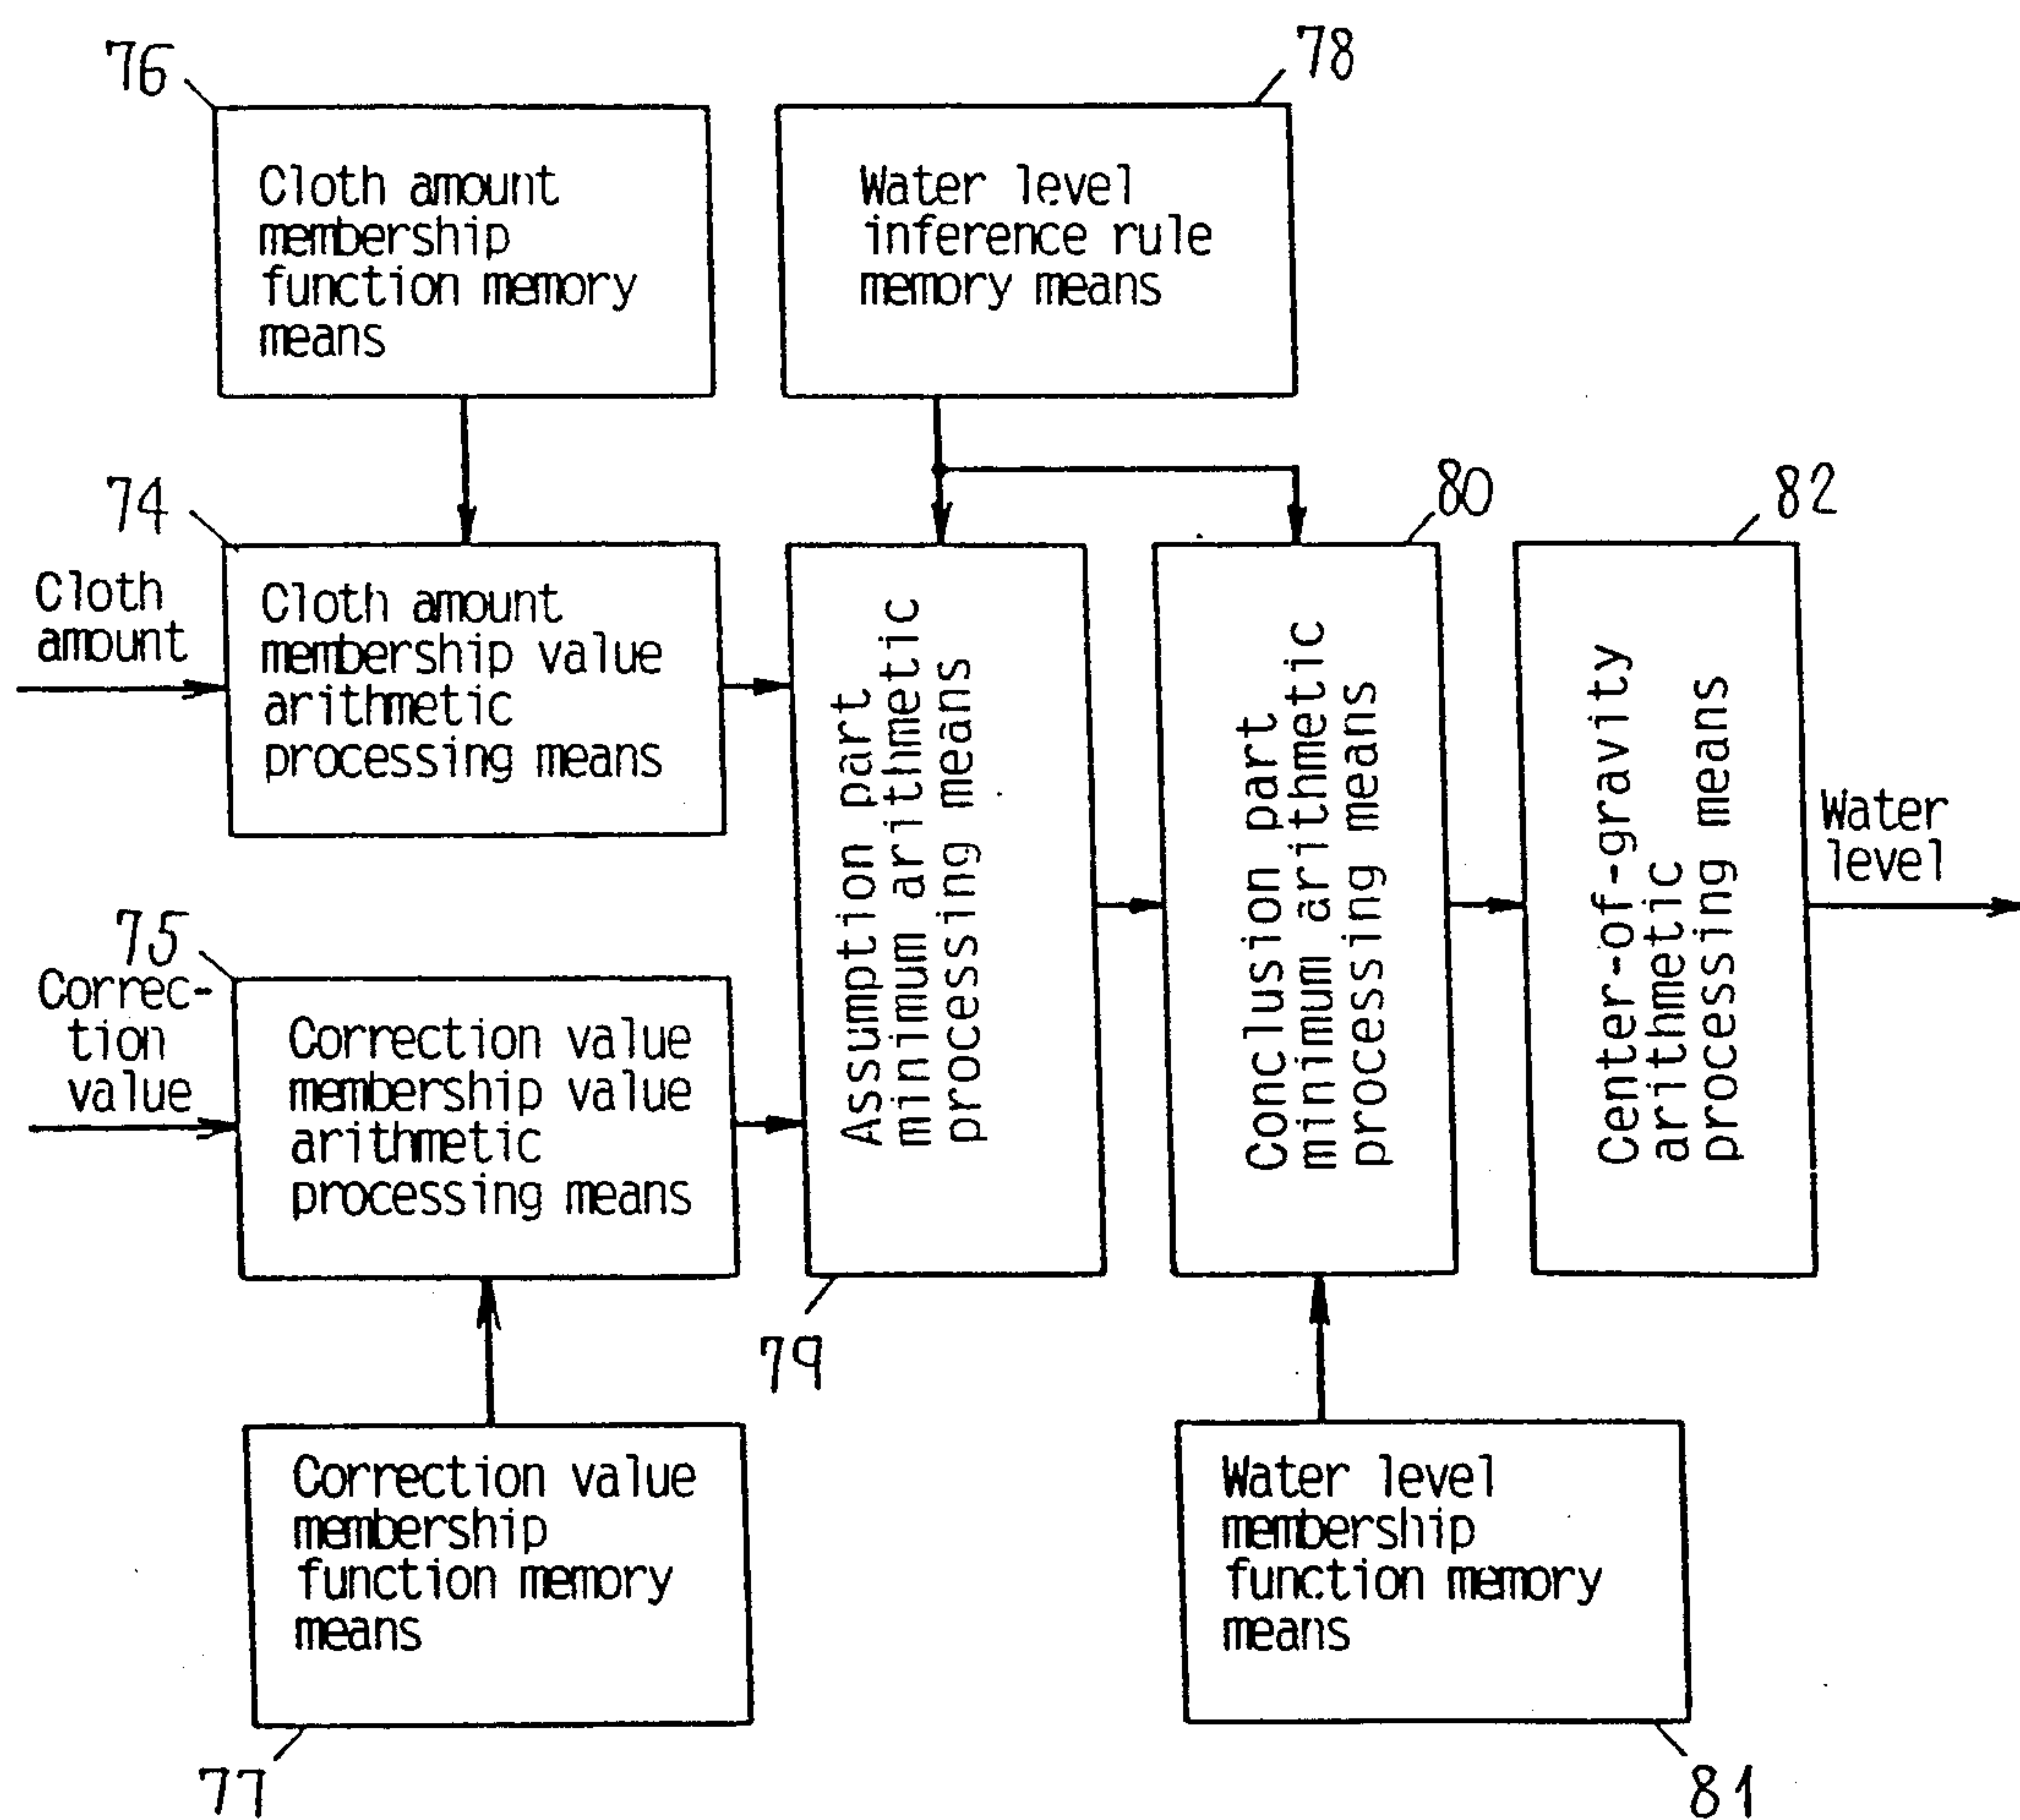 76
Cloth amount
membership
function memory
means
78
Water level
inference rule
memory means
74
Cloth
amount
Cloth amount
membership value
arithmetic
processing means
75
Correc-
tion
value
Correction value
membership value
arithmetic
processing means
Assumption part
minimum arithmetic
processing means
79
80
Conclusion part
minimum arithmetic
processing means
82
Center-of-gravity
arithmetic
processing means
Water
level
Correction value
membership
function memory
means
77
Water level
membership
function memory
means
81